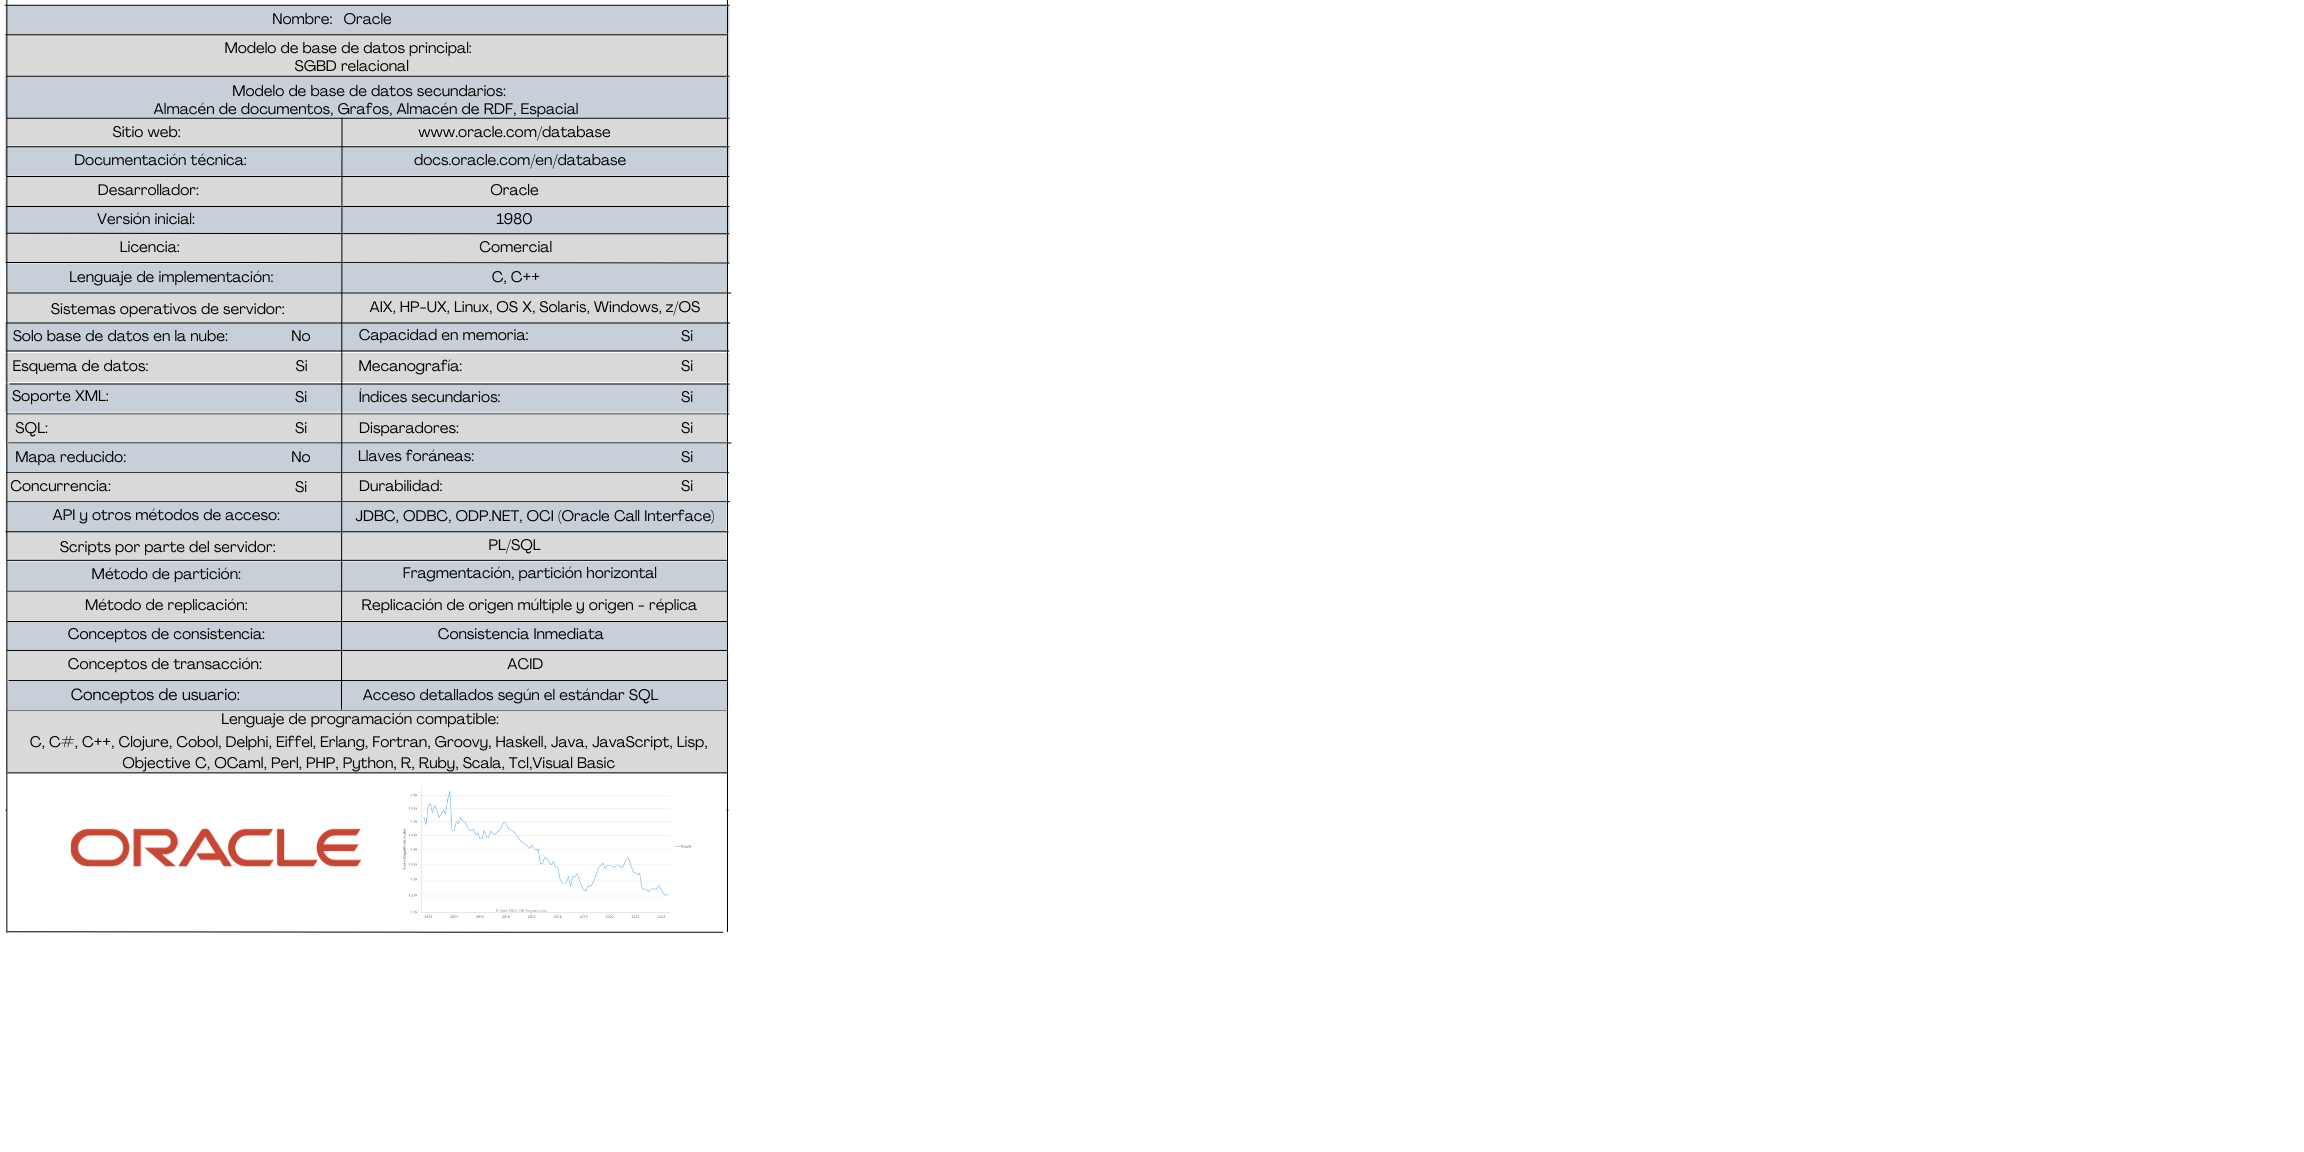 Nombre: Oracle
Modelo de base de datos principal:
SGBD relacional
Modelo de base de datos secundarios:
Almacén de documentos, Grafos, Almacén de RDF, Espacial
Sitio web: www.oracle.com/database
Documentación técnica: docs.oracle.com/en/database
Desarrollador: Oracle
Versión inicial: 1980
Licencia: Comercial
Lenguaje de implementación: C, C++
Sistemas operativos de servidor: AIX, HP-UX, Linux, OS X, Solaris, Windows, z/OS
Solo base de datos en la nube: No Capacidad en memoria: Si
Esquema de datos: Si Mecanografía: Si
Soporte XML: Si Índices secundarios: Si
SQL: Si Disparadores: Si
Mapa reducido: No Llaves foráneas: Si
Concurrencia: Si Durabilidad: Si
API y otros métodos de acceso: JDBC, ODBC, ODP.NET, OCI (Oracle Call Interface)
Scripts por parte del servidor: PL/SQL
Método de partición: Fragmentación, partición horizontal
Método de replicación: Replicación de origen múltiple y origen - réplica
Conceptos de consistencia: Consistencia Inmediata
Conceptos de transacción: ACID
Conceptos de usuario: Acceso detallados según el estándar SQL
Lenguaje de programación compatible:
C, C#, C++, Clojure, Cobol, Delphi, Eiffel, Erlang, Fortran, Groovy, Haskell, Java, JavaScript, Lisp,
Objective C, OCaml, Perl, PHP, Python, R, Ruby, Scala, Tcl,Visual Basic
ORACLE
Oracle